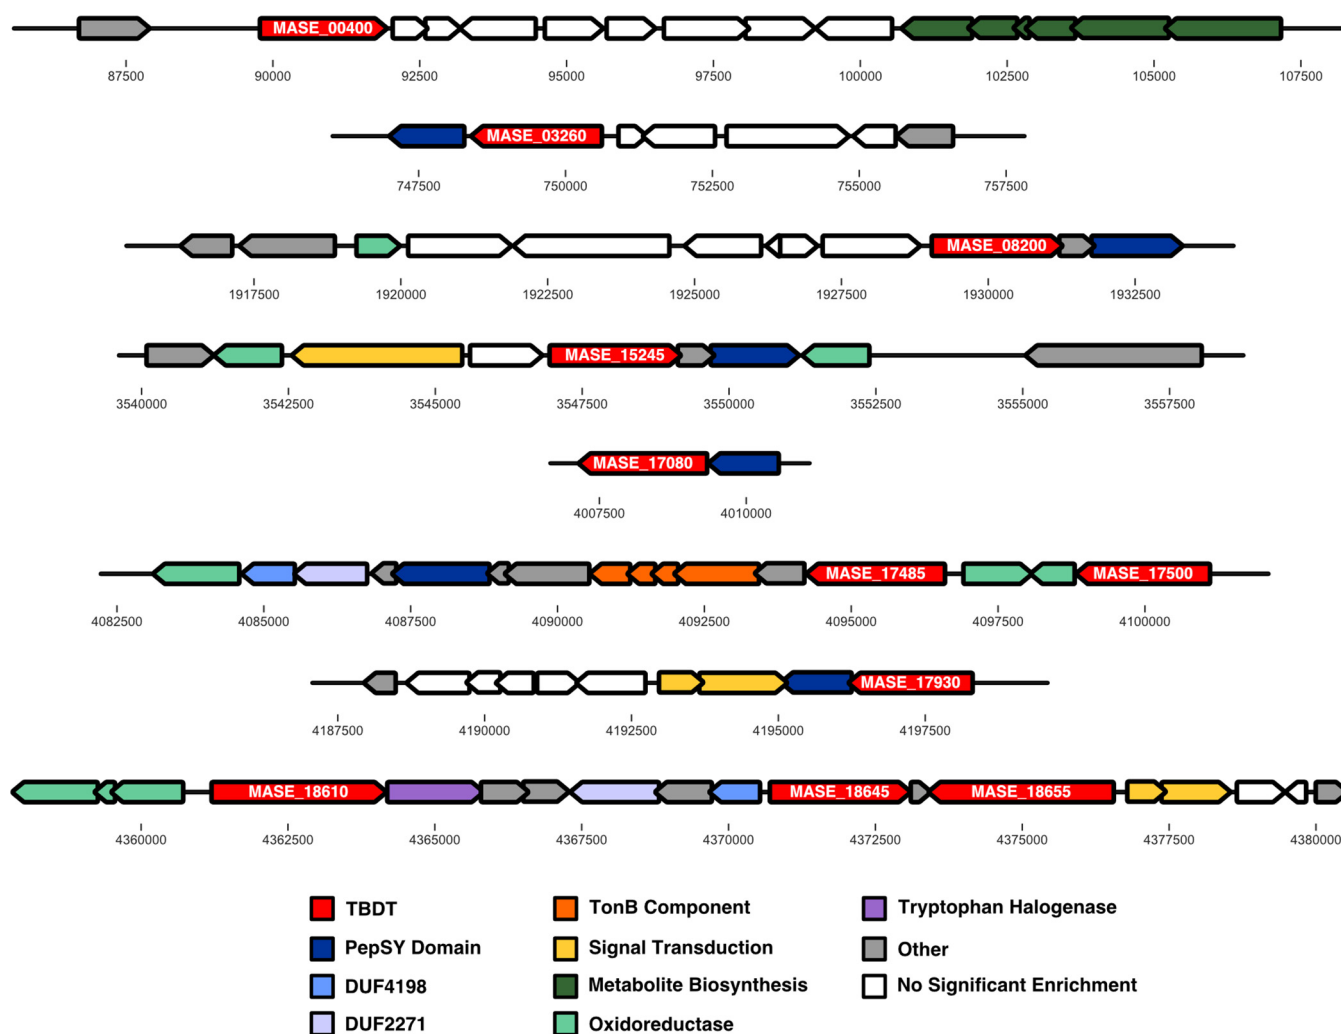 MASE_00400
87500 90000 92500 95000 97500 100000 102500 105000 107500
MASE_03260
747500 750000 752500 755000 757500
MASE_08200
1917500 1920000 1922500 1925000 1927500 1930000 1932500
MASE_15245
3540000 3542500 3545000 3547500 3550000 3552500 3555000 3557500
MASE_17080
4007500 4010000
MASE_17485 MASE_17500
4082500 4085000 4087500 4090000 4092500 4095000 4097500 4100000
MASE_17930
4187500 4190000 4192500 4195000 4197500
MASE_18610 MASE_18645 MASE_18655
4360000 4362500 4365000 4367500 4370000 4372500 4375000 4377500 4380000
TBDT TonB Component Tryptophan Halogenase
PepSY Domain Signal Transduction Other
DUF4198 Metabolite Biosynthesis No Significant Enrichment
DUF2271 Oxidoreductase